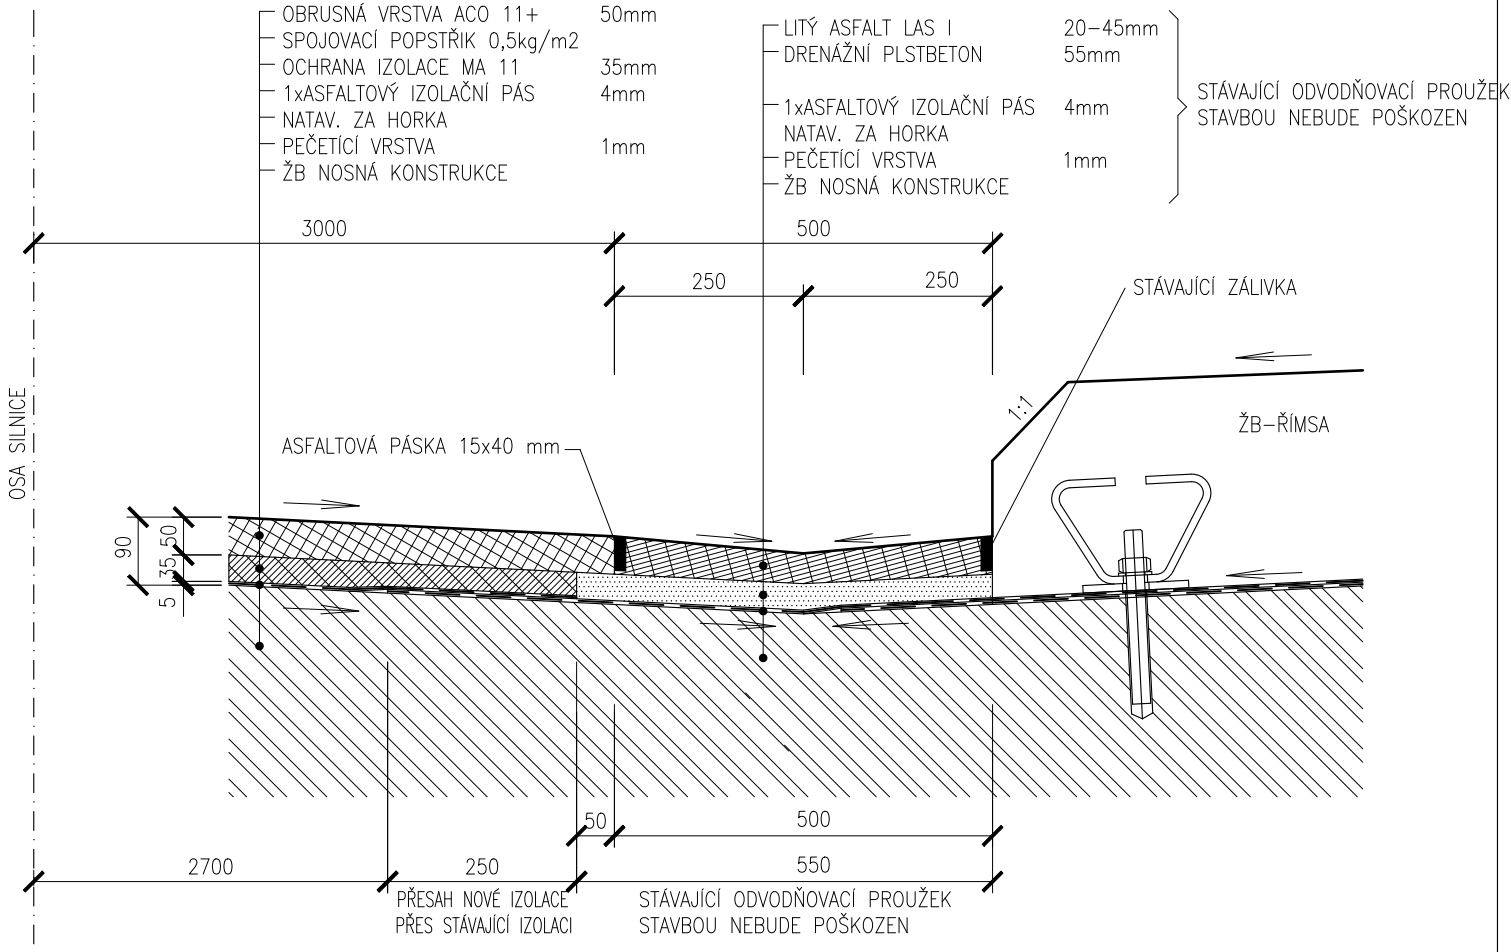 OBRUSNÁ VRSTVA ACO 11+ 50mm
SPOJOVACÍ POPSTŘIK 0,5kg/m2
OCHRANA IZOLACE MA 11 35mm
1xASFALTOVÝ IZOLAČNÍ PÁS 4mm
NATAV. ZA HORKA
PEČETÍCÍ VRSTVA 1mm
ŽB NOSNÁ KONSTRUKCE
LITÝ ASFALT LAS I 20-45mm
DRENÁŽNÍ PLSTBETON 55mm
1xASFALTOVÝ IZOLAČNÍ PÁS 4mm
NATAV. ZA HORKA
PEČETÍCÍ VRSTVA 1mm
ŽB NOSNÁ KONSTRUKCE
STÁVAJÍCÍ ODVODŇOVACÍ PROUŽEK
STAVBOU NEBUDE POŠKOZEN
3000
500
250
250
STÁVAJÍCÍ ZÁLIVKA
OSA SILNICE
1:1
ŽB-ŘÍMSA
ASFALTOVÁ PÁSKA 15x40 mm
90
50
35
5
50
500
2700
250
550
PŘESAH NOVÉ IZOLACE
PŘES STÁVAJÍCÍ IZOLACI
STÁVAJÍCÍ ODVODŇOVACÍ PROUŽEK
STAVBOU NEBUDE POŠKOZEN